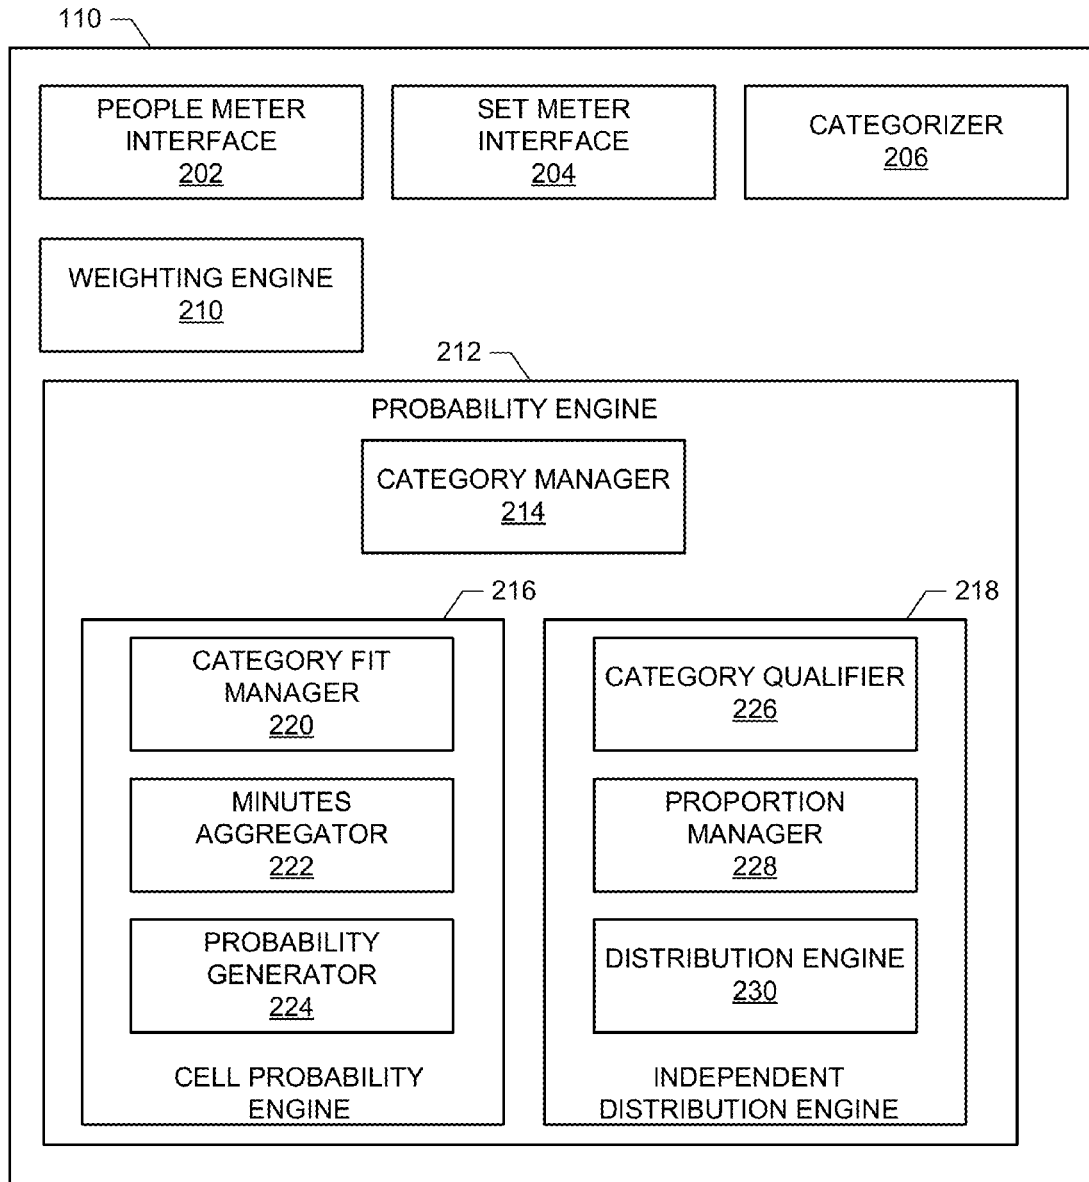 110
PEOPLE METER
INTERFACE
202
SET METER
INTERFACE
204
CATEGORIZER
206
WEIGHTING ENGINE
210
212
PROBABILITY ENGINE
CATEGORY MANAGER
214
216
CATEGORY FIT
MANAGER
220
MINUTES
AGGREGATOR
222
PROBABILITY
GENERATOR
224
CELL PROBABILITY
ENGINE
218
CATEGORY QUALIFIER
226
PROPORTION
MANAGER
228
DISTRIBUTION ENGINE
230
INDEPENDENT
DISTRIBUTION ENGINE